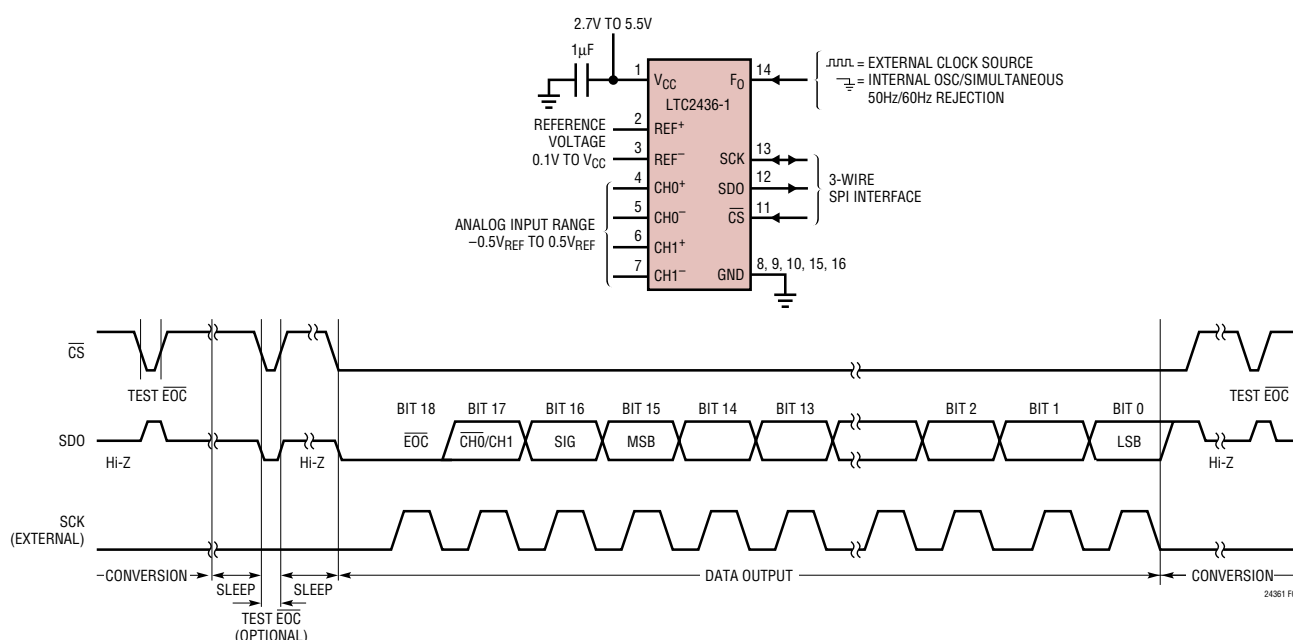 2.7V TO 5.5V
1µF
1
VCC
FO
14
= EXTERNAL CLOCK SOURCE
= INTERNAL OSC/SIMULTANEOUS
50Hz/60Hz REJECTION
LTC2436-1
REFERENCE
VOLTAGE
0.1V TO VCC
2
REF+
3
REF–
SCK
13
4
CH0+
SDO
12
3-WIRE
SPI INTERFACE
5
CH0–
CS
11
ANALOG INPUT RANGE
–0.5VREF TO 0.5VREF
6
CH1+
7
CH1–
GND
8, 9, 10, 15, 16
CS
TEST EOC
TEST EOC
BIT 18
BIT 17
BIT 16
BIT 15
BIT 14
BIT 13
BIT 2
BIT 1
BIT 0
SDO
EOC
CH0/CH1
SIG
MSB
LSB
Hi-Z
Hi-Z
Hi-Z
SCK
(EXTERNAL)
CONVERSION
SLEEP
SLEEP
DATA OUTPUT
CONVERSION
TEST EOC
(OPTIONAL)